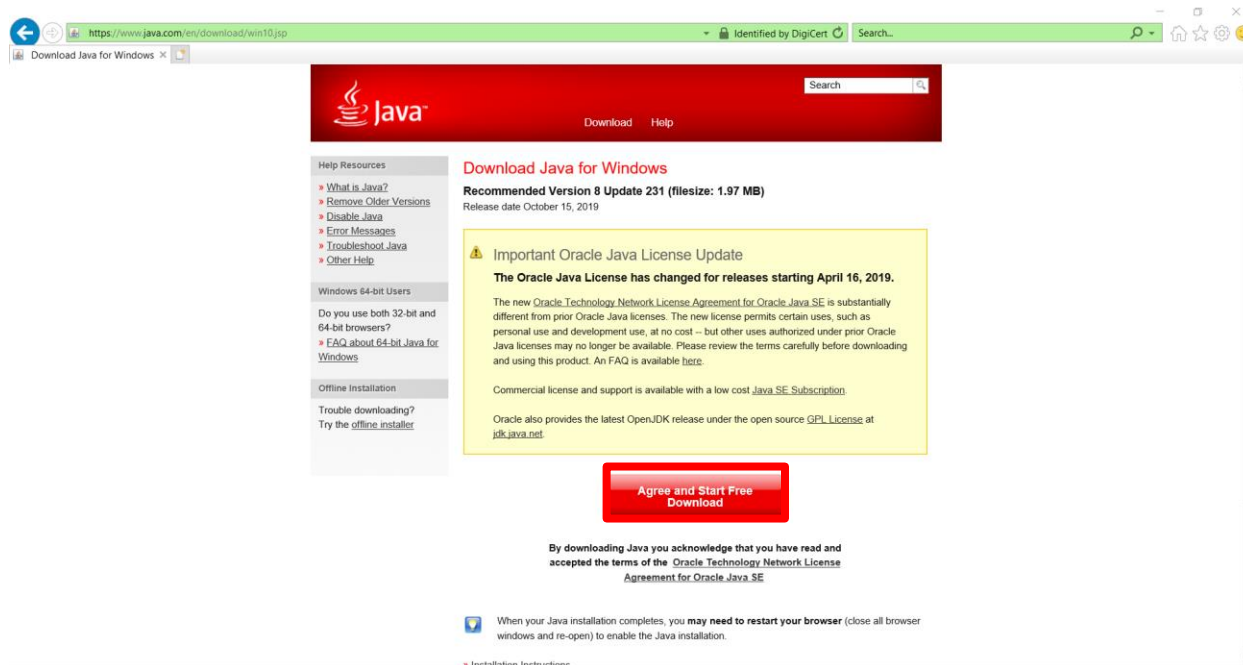 https://www.java.com/en/download/win10.jsp
Identified by DigiCert
Search...
Download Java for Windows
Java™
Search
Download Help
Help Resources
» What is Java?
» Remove Older Versions
» Disable Java
» Error Messages
» Troubleshoot Java
» Other Help
Windows 64-bit Users
Do you use both 32-bit and
64-bit browsers?
» FAQ about 64-bit Java for
Windows
Offline Installation
Trouble downloading?
Try the offline installer
Download Java for Windows
Recommended Version 8 Update 231 (filesize: 1.97 MB)
Release date October 15, 2019
Important Oracle Java License Update
The Oracle Java License has changed for releases starting April 16, 2019.
The new Oracle Technology Network License Agreement for Oracle Java SE is substantially
different from prior Oracle Java licenses. The new license permits certain uses, such as
personal use and development use, at no cost -- but other uses authorized under prior Oracle
Java licenses may no longer be available. Please review the terms carefully before downloading
and using this product. An FAQ is available here.
Commercial license and support is available with a low cost Java SE Subscription.
Oracle also provides the latest OpenJDK release under the open source GPL License at
jdk.java.net.
Agree and Start Free
Download
By downloading Java you acknowledge that you have read and
accepted the terms of the Oracle Technology Network License
Agreement for Oracle Java SE
When your Java installation completes, you may need to restart your browser (close all browser
windows and re-open) to enable the Java installation.
» Installation Instructions